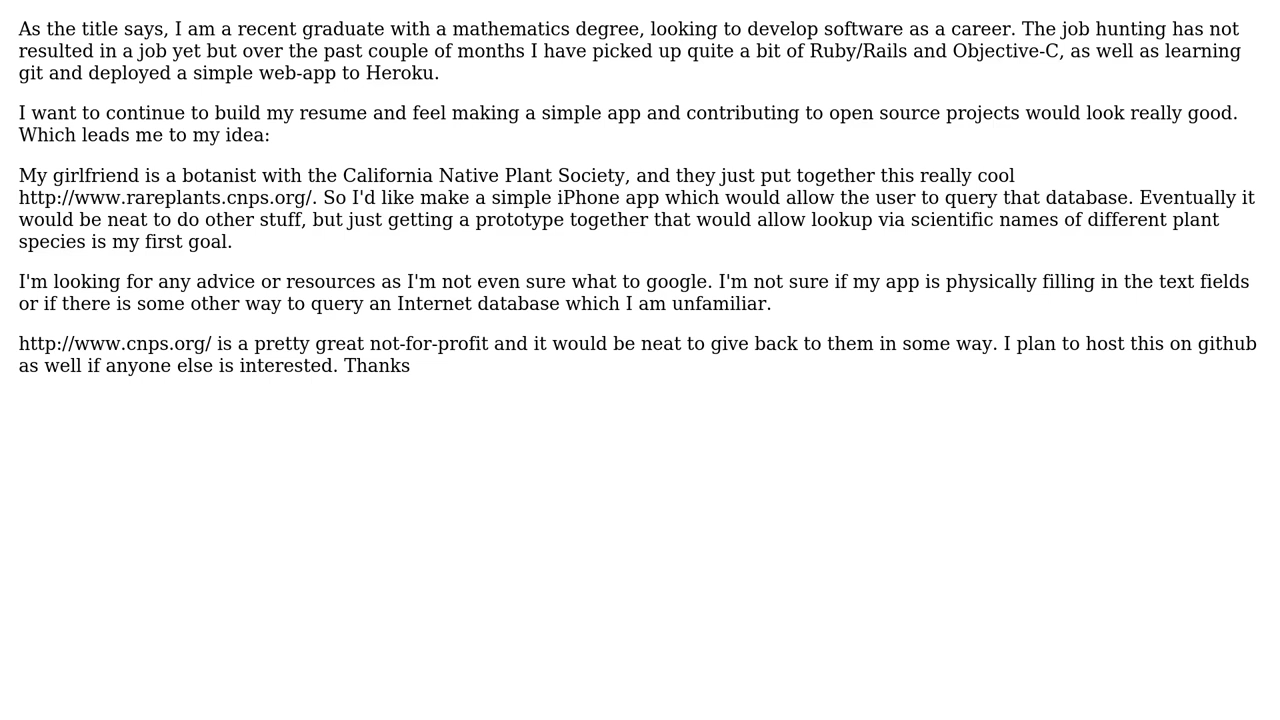 As the title says, I am a recent graduate with a mathematics degree, looking to develop software as a career. The job hunting has not
resulted in a job yet but over the past couple of months I have picked up quite a bit of Ruby/Rails and Objective-C, as well as learning
git and deployed a simple web-app to Heroku.
I want to continue to build my resume and feel making a simple app and contributing to open source projects would look really good.
Which leads me to my idea:
My girlfriend is a botanist with the California Native Plant Society, and they just put together this really cool
http://www.rareplants.cnps.org/. So I'd like make a simple iPhone app which would allow the user to query that database. Eventually it
would be neat to do other stuff, but just getting a prototype together that would allow lookup via scientific names of different plant
species is my first goal.
I'm looking for any advice or resources as I'm not even sure what to google. I'm not sure if my app is physically filling in the text fields
or if there is some other way to query an Internet database which I am unfamiliar.
http://www.cnps.org/ is a pretty great not-for-profit and it would be neat to give back to them in some way. I plan to host this on github
as well if anyone else is interested. Thanks